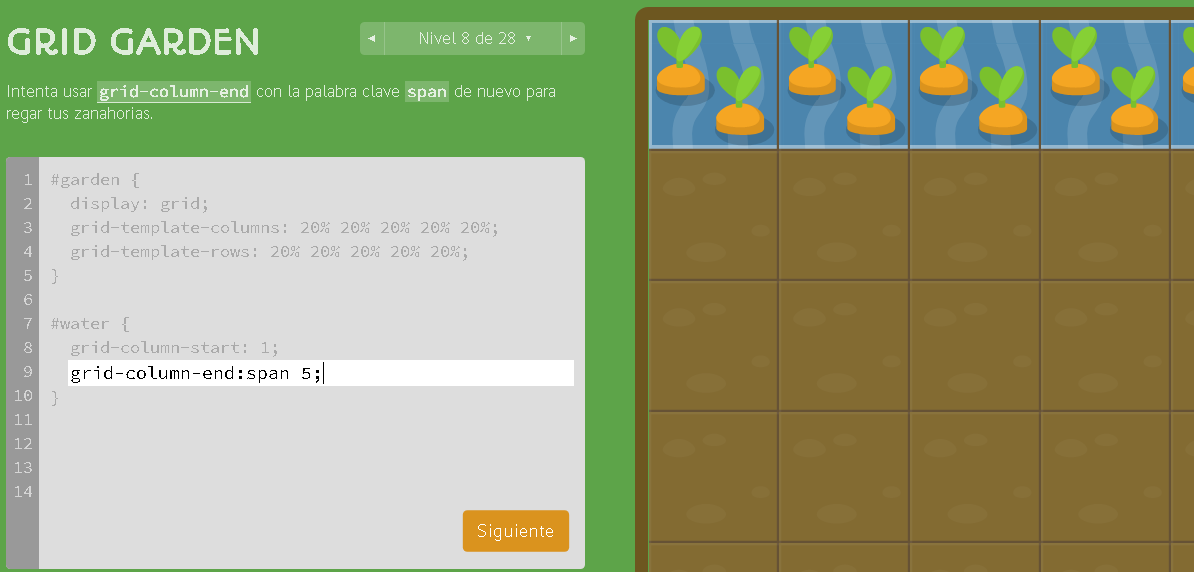 GRID GARDEN
◄ Nivel 8 de 28 ▾ ►
Intenta usar grid-column-end con la palabra clave span de nuevo para
regar tus zanahorias.
1 #garden {
2 display: grid;
3 grid-template-columns: 20% 20% 20% 20% 20%;
4 grid-template-rows: 20% 20% 20% 20% 20%;
5 }
6
7 #water {
8 grid-column-start: 1;
9 grid-column-end:span 5;
10 }
11
12
13
14
Siguiente